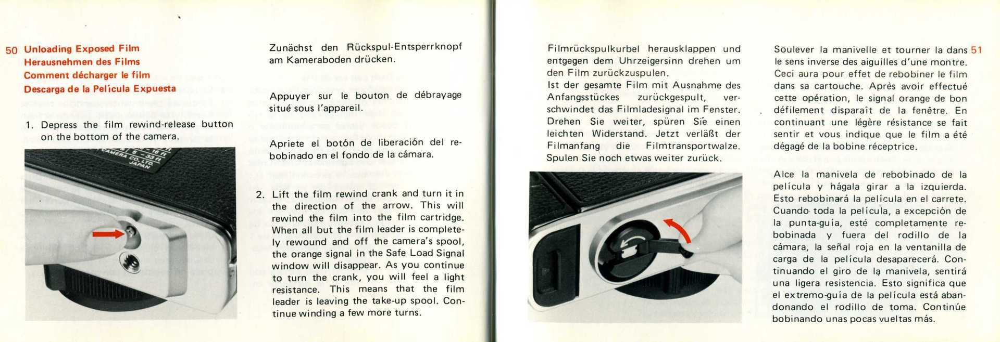 50 Unloading Exposed Film
Herausnehmen des Films
Comment décharger le film
Descarga de la Película Expuesta
1. Depress the film rewind-release button
on the bottom of the camera.
6 - 33 ft
CAMERA CO., LTD.
JAPAN
Zunächst den Rückspul-Entsperrknopf
am Kameraboden drücken.
Appuyer sur le bouton de débrayage
situé sous l'appareil.
Apriete el botón de liberación del re-
bobinado en el fondo de la cámara.
2. Lift the film rewind crank and turn it in
the direction of the arrow. This will
rewind the film into the film cartridge.
When all but the film leader is complete-
ly rewound and off the camera's spool,
the orange signal in the Safe Load Signal
window will disappear. As you continue
to turn the crank, you will feel a light
resistance. This means that the film
leader is leaving the take-up spool. Con-
tinue winding a few more turns.
Filmrückspulkurbel herausklappen und
entgegen dem Uhrzeigersinn drehen um
den Film zurückzuspulen.
Ist der gesamte Film mit Ausnahme des
Anfangsstückes zurückgespult, ver-
schwindet das Filmladesignal im Fenster.
Drehen Sie weiter, spüren Sie einen
leichten Widerstand. Jetzt verläßt der
Filmanfang die Filmtransportwalze.
Spulen Sie noch etwas weiter zurück.
Soulever la manivelle et tourner la dans 51
le sens inverse des aiguilles d'une montre.
Ceci aura pour effet de rebobiner le film
dans sa cartouche. Après avoir effectué
cette opération, le signal orange de bon
défilement disparaît de la fenêtre. En
continuant une légère résistance se fait
sentir et vous indique que le film a été
dégagé de la bobine réceptrice.
Alce la manivela de rebobinado de la
película y hágala girar a la izquierda.
Esto rebobinará la película en el carrete.
Cuando toda la película, a excepción de
la punta-guía, esté completamente re-
bobinada y fuera del rodillo de la
cámara, la señal roja en la ventanilla de
carga de la película desaparecerá. Con-
tinuando el giro de la manivela, sentirá
una ligera resistencia. Esto significa que
el extremo-guía de la película está aban-
donando el rodillo de toma. Continúe
bobinando unas pocas vueltas más.